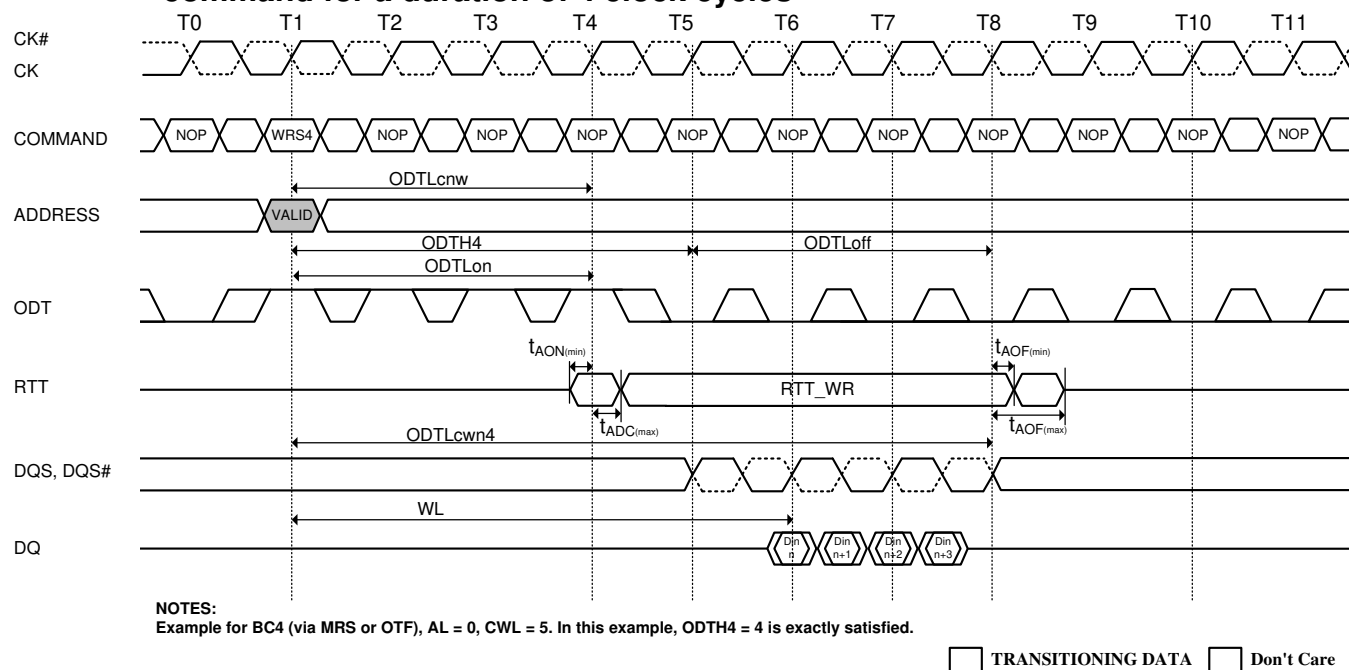 command for a duration of 4 clock cycles
T0 T1 T2 T3 T4 T5 T6 T7 T8 T9 T10 T11
CK#
CK
COMMAND NOP WRS4 NOP NOP NOP NOP NOP NOP NOP NOP NOP NOP
ODTLcnw
ADDRESS VALID
ODTH4 ODTLoff
ODTLon
ODT
tAON(min) tAOF(min)
RTT RTT_WR
tADC(max) tAOF(max)
ODTLcwn4
DQS, DQS#
WL
DQ Din n Din n+1 Din n+2 Din n+3
NOTES:
Example for BC4 (via MRS or OTF), AL = 0, CWL = 5. In this example, ODTH4 = 4 is exactly satisfied.
TRANSITIONING DATA Don't Care